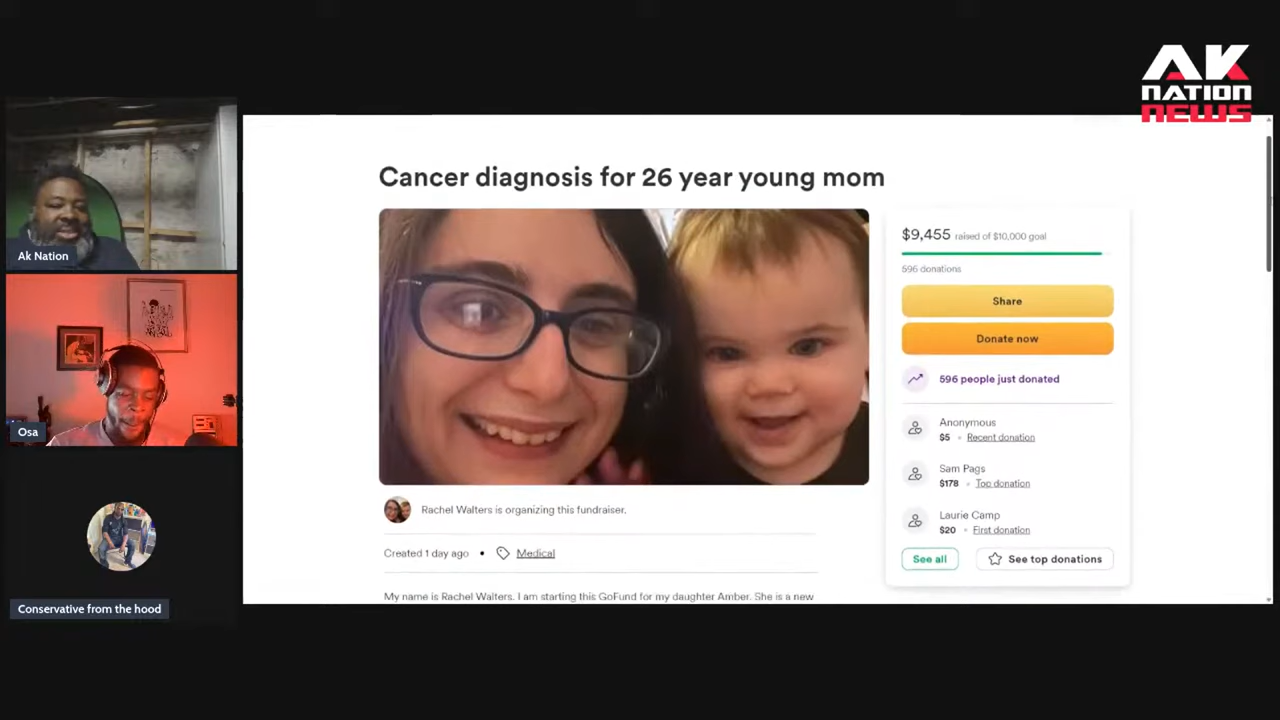 AK
NATION
NEWS
Ak Nation
Osa
Conservative from the hood
Cancer diagnosis for 26 year young mom
Rachel Walters is organizing this fundraiser.
Created 1 day ago • Medical
My name is Rachel Walters. I am starting this GoFund for my daughter Amber. She is a new
$9,455 raised of $10,000 goal
596 donations
Share
Donate now
596 people just donated
Anonymous
$5 • Recent donation
Sam Pags
$178 • Top donation
Laurie Camp
$20 • First donation
See all
See top donations